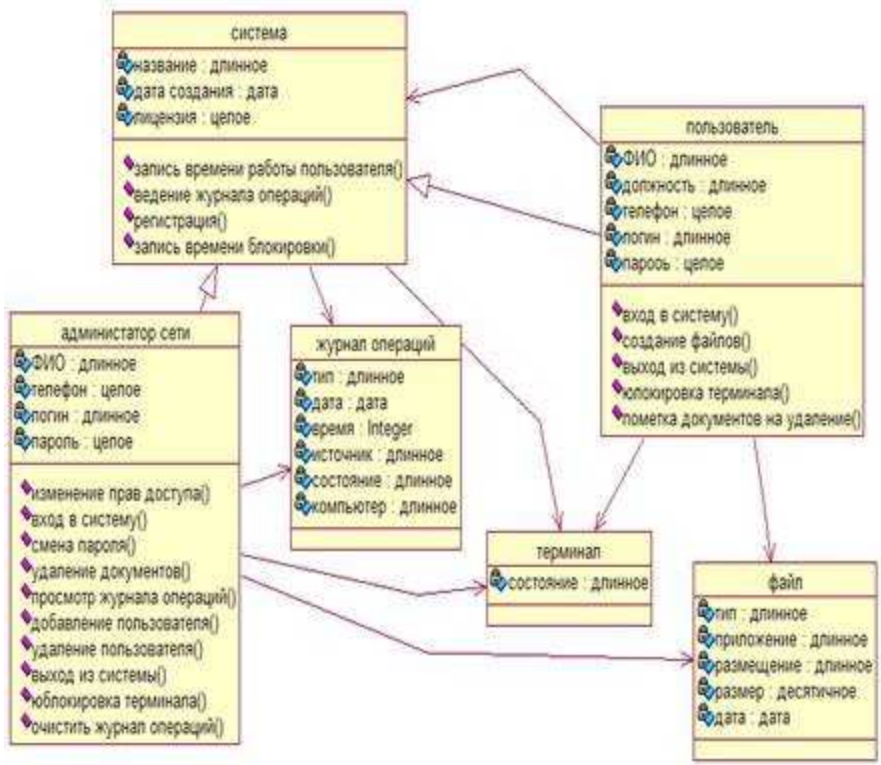 система
название : длинное
дата создания : дата
лицензия : целое
запись времени работы пользователя()
ведение журнала операций()
регистрация()
запись времени блокировки()
пользователь
ФИО : длинное
должность : длинное
телефон : целое
логин : длинное
парооь : целое
вход в систему()
создание файлов()
выход из системы()
юлокировка терминала()
пометка документов на удаление()
администатор сети
ФИО : длинное
телефон : целое
логин : длинное
пароль : целое
изменение прав доступа()
вход в систему()
смена пароля()
удаление документов()
просмотр журнала операций()
добавление пользователя()
удаление пользователя()
выход из системы()
юблокировка терминала()
очистить журнал операций()
журнал операций
тип : длинное
дата : дата
время : Integer
источник : длинное
состояние : длинное
компьютер : длинное
терминал
состояние : длинное
файл
тип : длинное
приложение : длинное
размещение : длинное
размер : десятичное
дата : дата